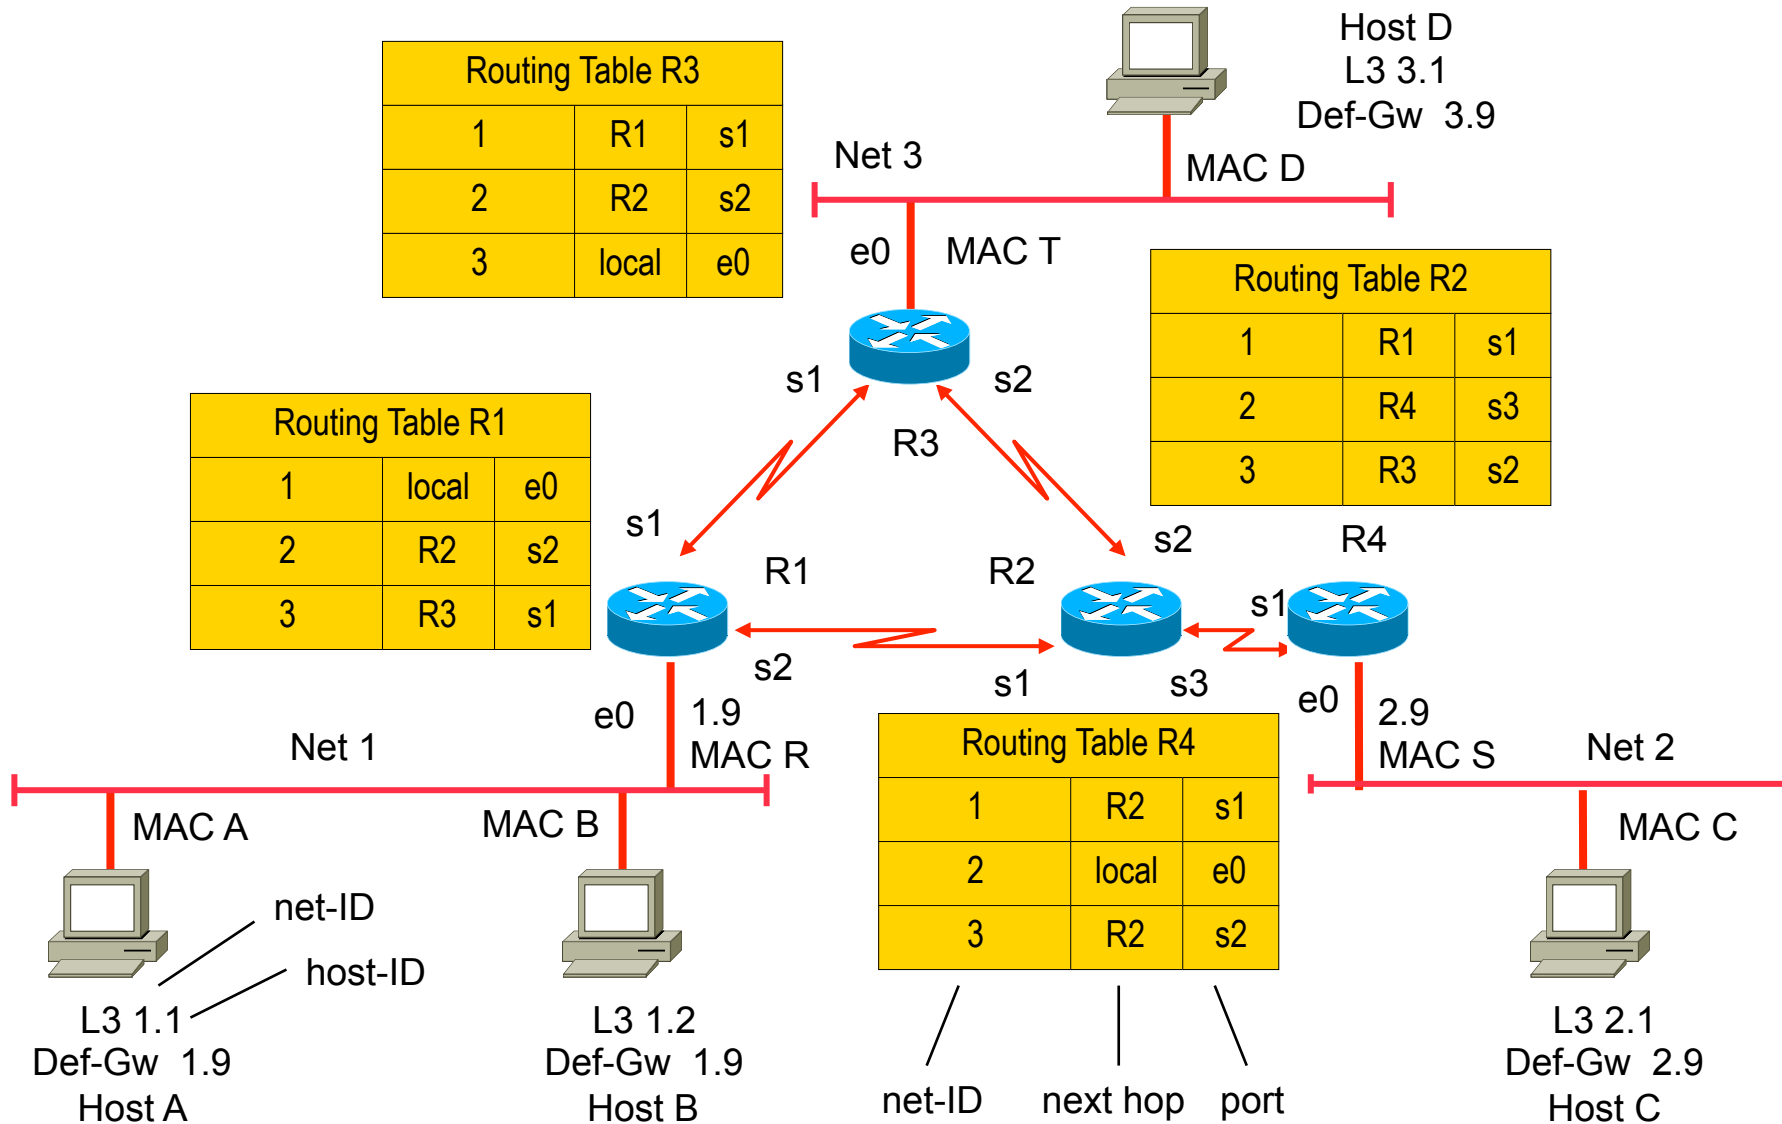 Host D
L3 3.1
Def-Gw 3.9
Routing Table R3
1 R1 s1
2 R2 s2
3 local e0
Net 3
MAC D
e0
MAC T
Routing Table R2
1 R1 s1
2 R4 s3
3 R3 s2
s1
s2
R3
Routing Table R1
1 local e0
2 R2 s2
3 R3 s1
s1
R1
R2
s2
R4
s1
s2
s1
s3
e0
1.9
MAC R
e0
2.9
MAC S
Net 1
Net 2
MAC A
MAC B
MAC C
Routing Table R4
1 R2 s1
2 local e0
3 R2 s2
net-ID
host-ID
L3 1.1
Def-Gw 1.9
Host A
L3 1.2
Def-Gw 1.9
Host B
net-ID
next hop
port
L3 2.1
Def-Gw 2.9
Host C